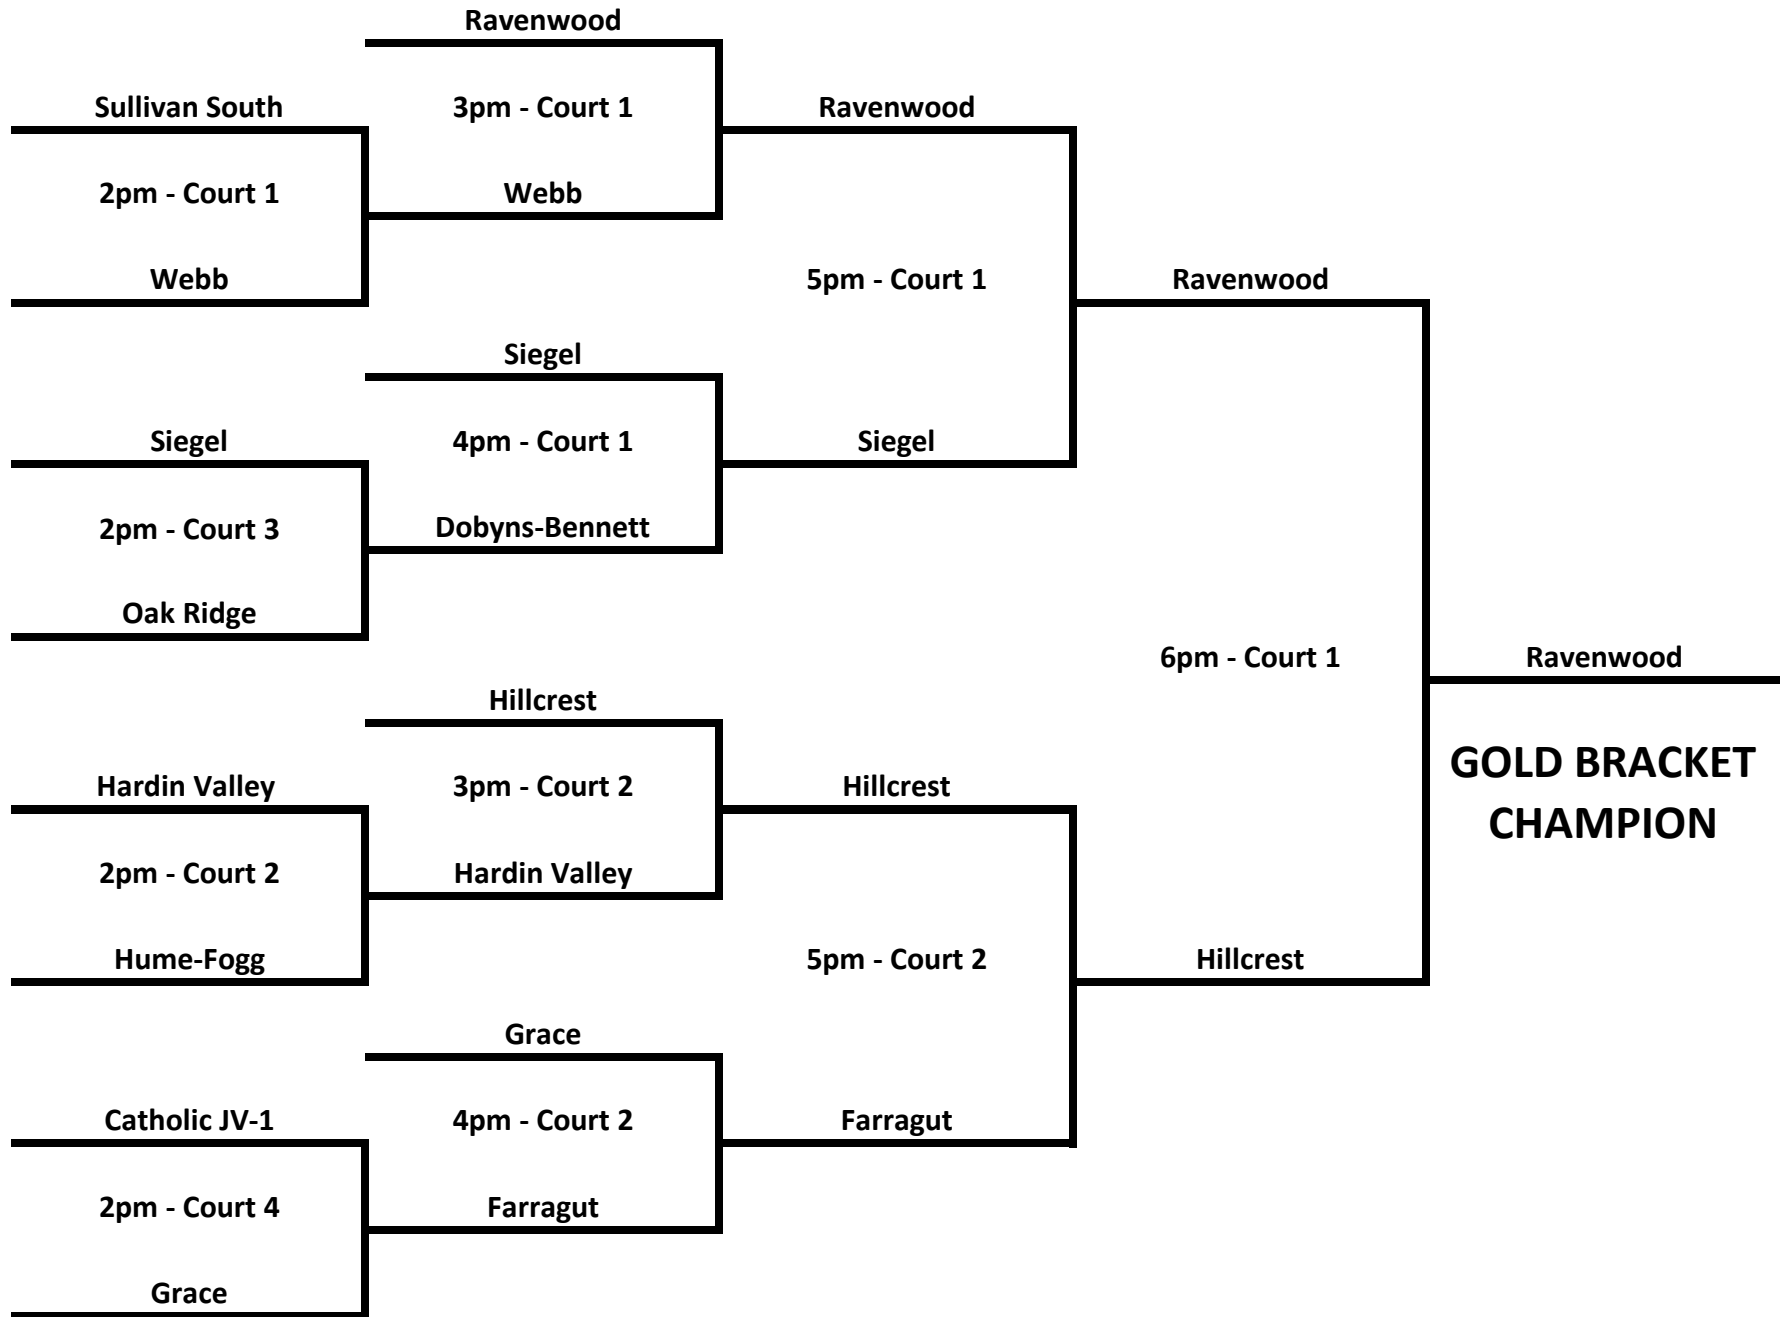 Ravenwood
Sullivan South
3pm - Court 1
Ravenwood
2pm - Court 1
Webb
Webb
5pm - Court 1
Ravenwood
Siegel
Siegel
4pm - Court 1
Siegel
2pm - Court 3
Dobyns-Bennett
Oak Ridge
6pm - Court 1
Ravenwood
Hillcrest
GOLD BRACKET
CHAMPION
Hardin Valley
3pm - Court 2
Hillcrest
2pm - Court 2
Hardin Valley
Hume-Fogg
5pm - Court 2
Hillcrest
Grace
Catholic JV-1
4pm - Court 2
Farragut
2pm - Court 4
Farragut
Grace